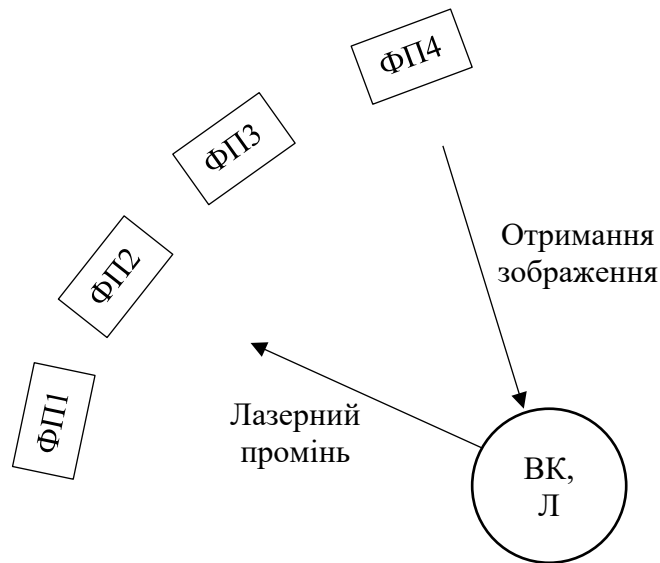 ФП4
ФП3
ФП2
ФП1
Отримання
зображення
Лазерний
промінь
ВК,
Л